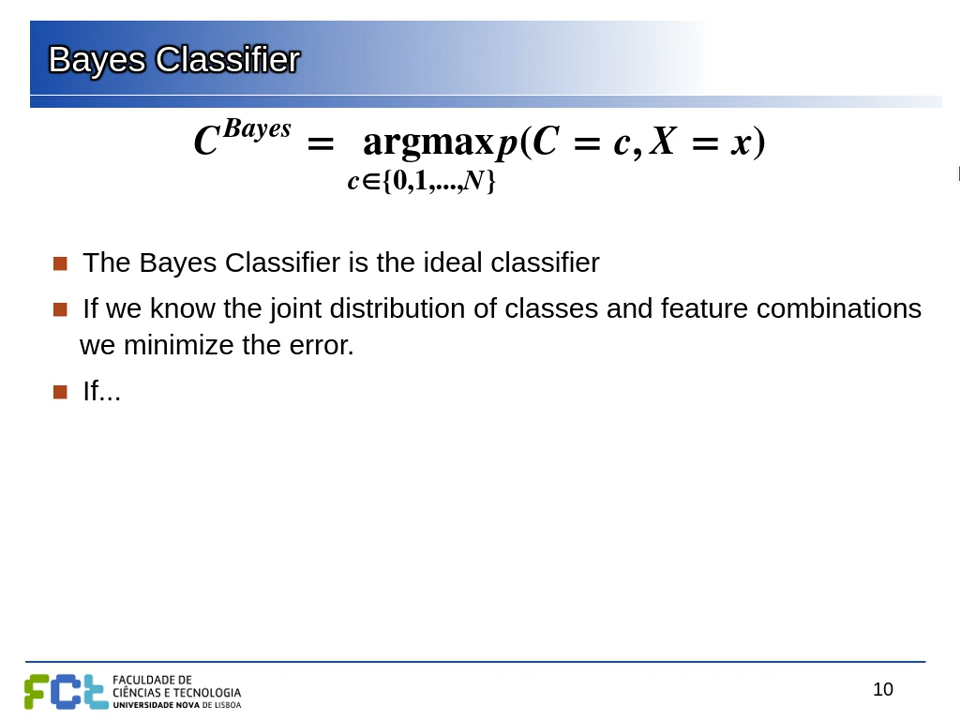 Bayes Classifier
C^Bayes = argmax p(C = c, X = x)
c∈{0,1,...,N}
■ The Bayes Classifier is the ideal classifier
■ If we know the joint distribution of classes and feature combinations
we minimize the error.
■ If...
FCt
FACULDADE DE
CIÊNCIAS E TECNOLOGIA
UNIVERSIDADE NOVA DE LISBOA
10